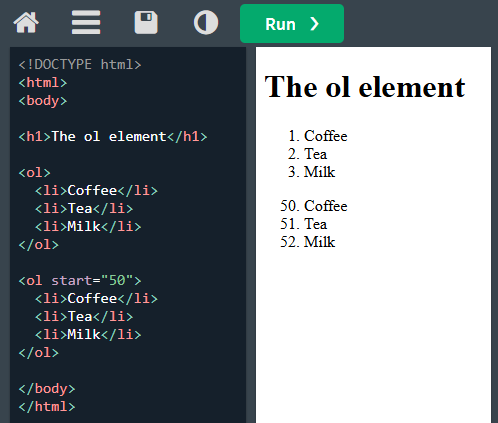 Run ❯
<!DOCTYPE html>
<html>
<body>
<h1>The ol element</h1>
<ol>
  <li>Coffee</li>
  <li>Tea</li>
  <li>Milk</li>
</ol>
<ol start="50">
  <li>Coffee</li>
  <li>Tea</li>
  <li>Milk</li>
</ol>
</body>
</html>
The ol element
1. Coffee
2. Tea
3. Milk
50. Coffee
51. Tea
52. Milk